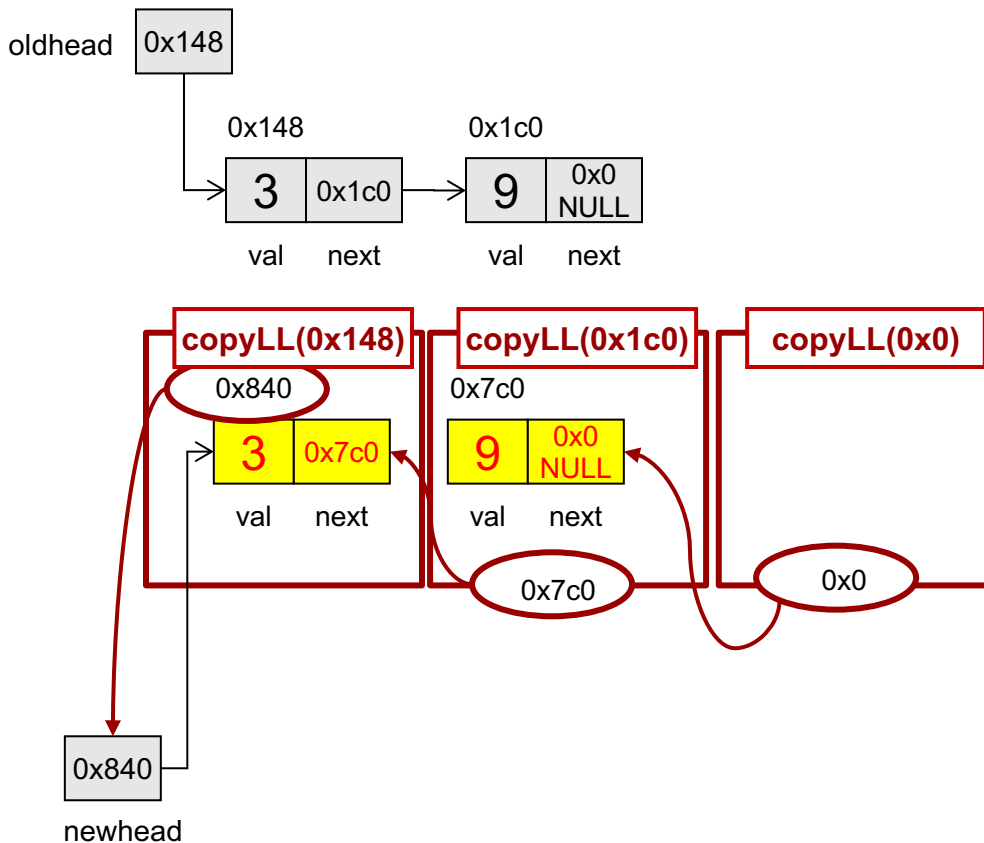 oldhead
0x148
0x148
0x1c0
3
0x1c0
9
0x0
NULL
val
next
val
next
copyLL(0x148)
copyLL(0x1c0)
copyLL(0x0)
0x840
0x7c0
3
0x7c0
9
0x0
NULL
val
next
val
next
0x7c0
0x0
0x840
newhead